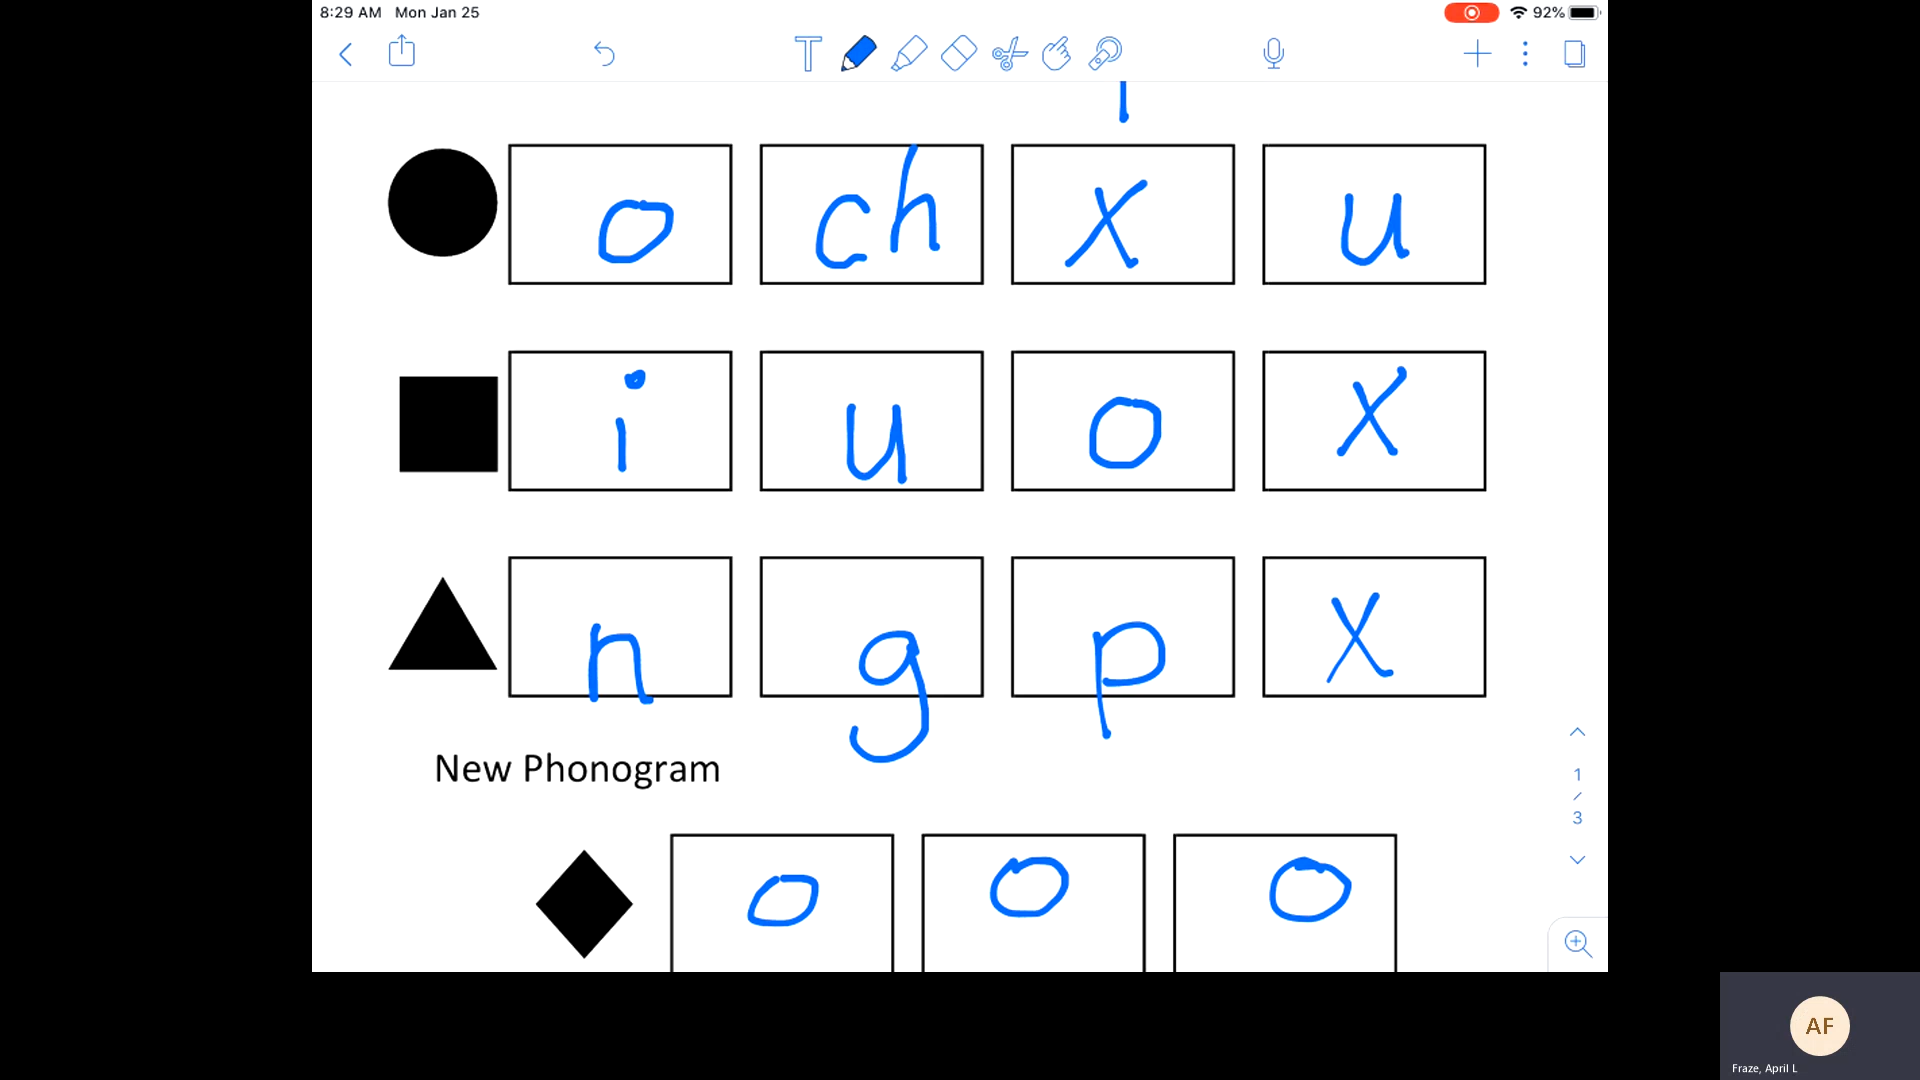 8:29 AM Mon Jan 25 92%
T
o ch x u
i u o x
n g p x
New Phonogram
o o o
1
/
3
AF
Fraze, April L